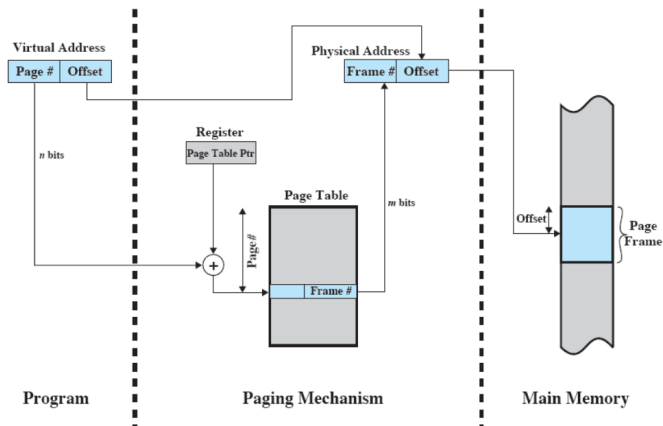 Virtual Address
Page # Offset
n bits
Register
Page Table Ptr
Page Table
Page#
+
Frame #
m bits
Physical Address
Frame # Offset
Offset
Page
Frame
Program
Paging Mechanism
Main Memory